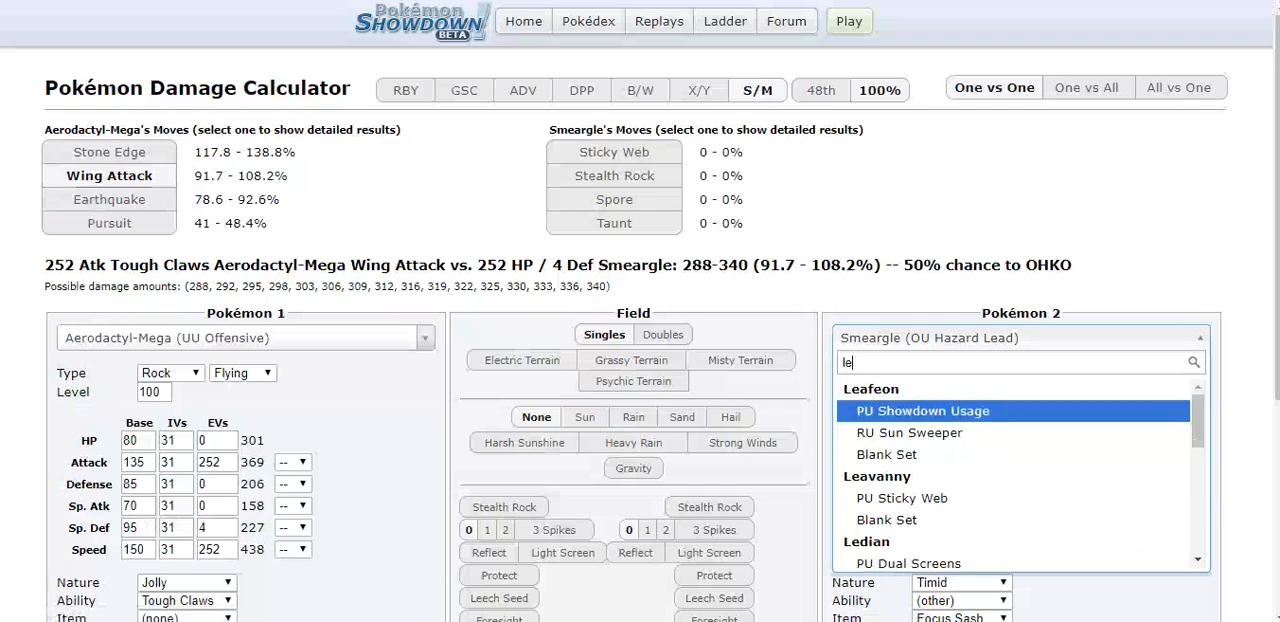 Pokémon
SHOWDOWN!
BETA
Home Pokédex Replays Ladder Forum Play
Pokémon Damage Calculator RBY GSC ADV DPP B/W X/Y S/M 48th 100% One vs One One vs All All vs One
Aerodactyl-Mega's Moves (select one to show detailed results) Smeargle's Moves (select one to show detailed results)
Stone Edge 117.8 - 138.8% Sticky Web 0 - 0%
Wing Attack 91.7 - 108.2% Stealth Rock 0 - 0%
Earthquake 78.6 - 92.6% Spore 0 - 0%
Pursuit 41 - 48.4% Taunt 0 - 0%
252 Atk Tough Claws Aerodactyl-Mega Wing Attack vs. 252 HP / 4 Def Smeargle: 288-340 (91.7 - 108.2%) -- 50% chance to OHKO
Possible damage amounts: (288, 292, 295, 298, 303, 306, 309, 312, 316, 319, 322, 325, 330, 333, 336, 340)
Pokémon 1
Aerodactyl-Mega (UU Offensive)
Type Rock Flying
Level 100
Base IVs EVs
HP 80 31 0 301
Attack 135 31 252 369 --
Defense 85 31 0 206 --
Sp. Atk 70 31 0 158 --
Sp. Def 95 31 4 227 --
Speed 150 31 252 438 --
Nature Jolly
Ability Tough Claws
Item (none)
Field
Singles Doubles
Electric Terrain Grassy Terrain Misty Terrain
Psychic Terrain
None Sun Rain Sand Hail
Harsh Sunshine Heavy Rain Strong Winds
Gravity
Stealth Rock Stealth Rock
0 1 2 3 Spikes 0 1 2 3 Spikes
Reflect Light Screen Reflect Light Screen
Protect Protect
Leech Seed Leech Seed
Foresight Foresight
Pokémon 2
Smeargle (OU Hazard Lead)
le
Leafeon
PU Showdown Usage
RU Sun Sweeper
Blank Set
Leavanny
PU Sticky Web
Blank Set
Ledian
PU Dual Screens
Nature Timid
Ability (other)
Item Focus Sash